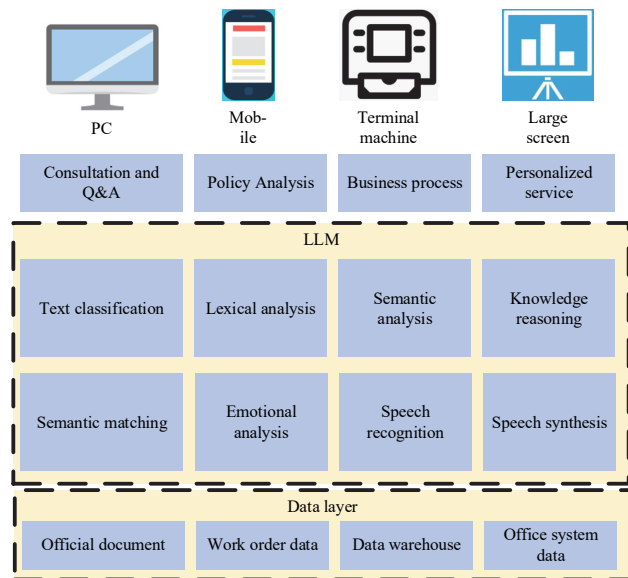 PC
Mob-
ile
Terminal
machine
Large
screen
Consultation and
Q&A
Policy Analysis
Business process
Personalized
service
LLM
Text classification
Lexical analysis
Semantic
analysis
Knowledge
reasoning
Semantic matching
Emotional
analysis
Speech
recognition
Speech synthesis
Data layer
Official document
Work order data
Data warehouse
Office system
data